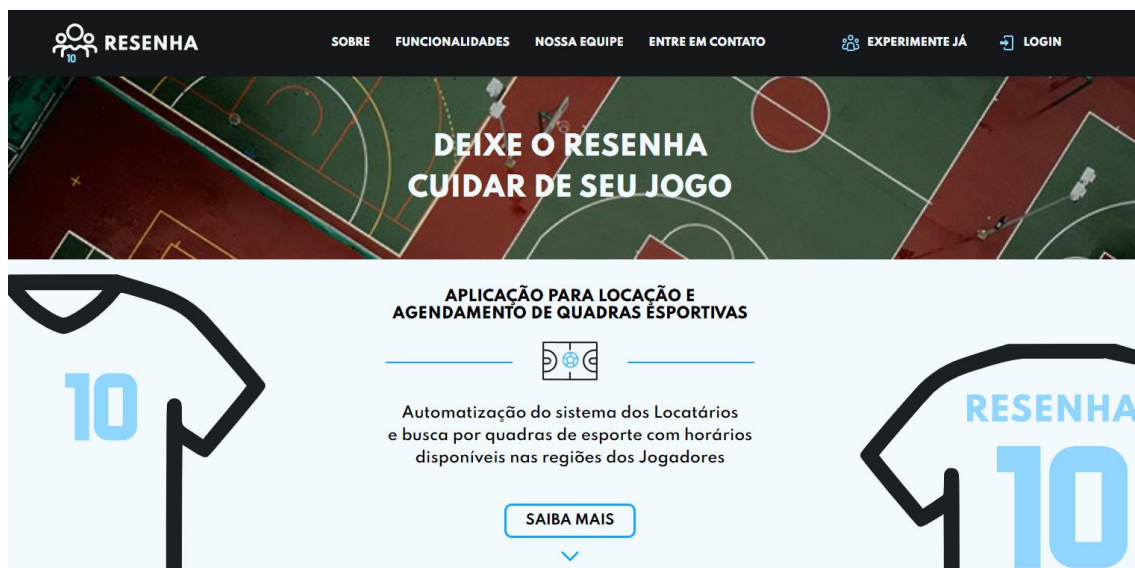 10
RESENHA
SOBRE
FUNCIONALIDADES
NOSSA EQUIPE
ENTRE EM CONTATO
EXPERIMENTE JÁ
LOGIN
DEIXE O RESENHA
CUIDAR DE SEU JOGO
APLICAÇÃO PARA LOCAÇÃO E
AGENDAMENTO DE QUADRAS ESPORTIVAS
Automatização do sistema dos Locatários
e busca por quadras de esporte com horários
disponíveis nas regiões dos Jogadores
SAIBA MAIS
10
RESENHA
10